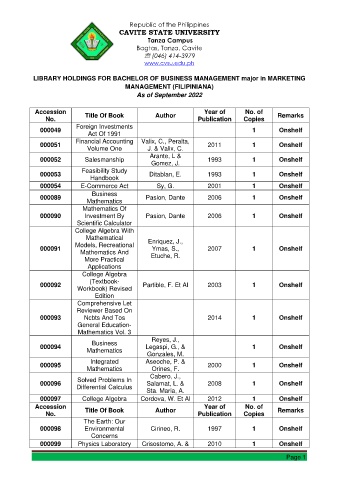 Republic of the Philippines
CAVITE STATE UNIVERSITY
Tanza Campus
Bagtas, Tanza, Cavite
☏ (046) 414-3979
www.cvsu.edu.ph
LIBRARY HOLDINGS FOR BACHELOR OF BUSINESS MANAGEMENT major in MARKETING
MANAGEMENT (FILIPINIANA)
As of September 2022
Accession No. Title Of Book Author Year of Publication No. of Copies Remarks
000049 Foreign Investments Act Of 1991 1 Onshelf
000051 Financial Accounting Volume One Valix, C., Peralta, J. & Valix, C. 2011 1 Onshelf
000052 Salesmanship Arante, L & Gomez, J. 1993 1 Onshelf
000053 Feasibility Study Handbook Ditablan, E. 1993 1 Onshelf
000054 E-Commerce Act Sy, G. 2001 1 Onshelf
000089 Business Mathematics Pasion, Dante 2006 1 Onshelf
000090 Mathematics Of Investment By Scientific Calculator Pasion, Dante 2006 1 Onshelf
000091 College Algebra With Mathematical Models, Recreational Mathematics And More Practical Applications Enriquez, J., Ymas, S., Etuche, R. 2007 1 Onshelf
000092 College Algebra (Textbook-Workbook) Revised Edition Partible, F. Et Al 2003 1 Onshelf
000093 Comprehensive Let Reviewer Based On Ncbts And Tos General Education-Mathematics Vol. 3 2014 1 Onshelf
000094 Business Mathematics Reyes, J., Legaspi, G., & Gonzales, M. 1 Onshelf
000095 Integrated Mathematics Aseoche, P. & Orines, F. 2000 1 Onshelf
000096 Solved Problems In Differential Calculus Cabero, J., Salamat, L. & Sta. Maria, A. 2008 1 Onshelf
000097 College Algebra Cordova, W. Et Al 2012 1 Onshelf
Accession No. Title Of Book Author Year of Publication No. of Copies Remarks
000098 The Earth: Our Environmental Concerns Cirineo, R. 1997 1 Onshelf
000099 Physics Laboratory Crisostomo, A. & 2010 1 Onshelf
Page 1